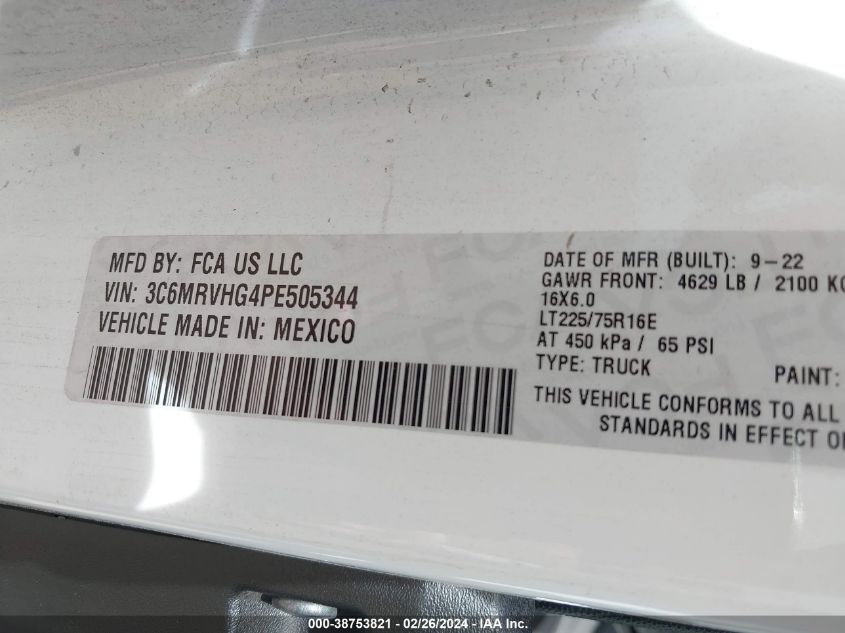 MFD BY: FCA US LLC
VIN: 3C6MRVHG4PE505344
VEHICLE MADE IN: MEXICO
DATE OF MFR (BUILT): 9-22
GAWR FRONT: 4629 LB / 2100 KG
16X6.0
LT225/75R16E
AT 450 kPa / 65 PSI
TYPE: TRUCK PAINT:
THIS VEHICLE CONFORMS TO ALL
STANDARDS IN EFFECT
000-38753821 - 02/26/2024 - IAA Inc.